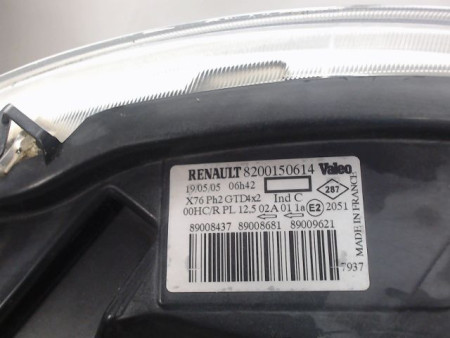 RENAULT 8200150614 Valeo
19/05/05 06h42
287
X76 Ph2 GTD4x2 Ind C
00HC/R PL 12.5 02A 01 1a E2 2051
89008437 89008681 89009621
7937
MADE IN FRANCE